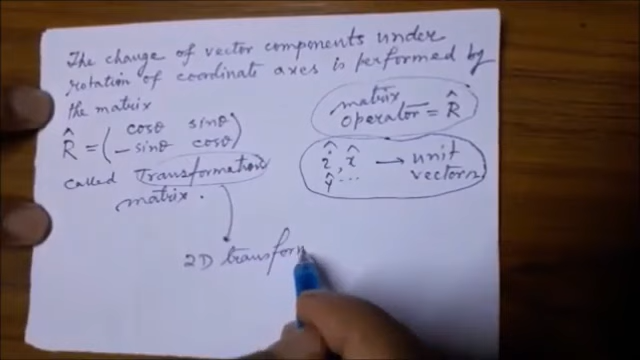 The change of vector components under
rotation of coordinate axes is performed by
the matrix
R̂ = ( cosθ sinθ
−sinθ cosθ )
called Transformation
matrix.
matrix
operator = R̂
î, x̂ → unit
ŷ ... vectors
2D transform